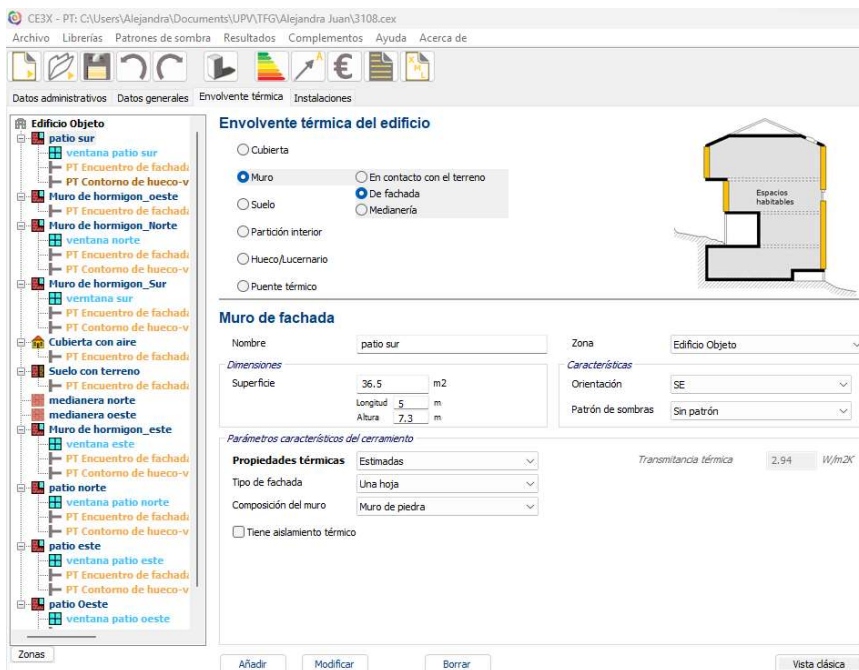 CE3X - PT: C:\Users\Alejandra\Documents\UPV\TFG\Alejandra Juan\3108.cex
Archivo Librerías Patrones de sombra Resultados Complementos Ayuda Acerca de
Datos administrativos Datos generales Envolvente térmica Instalaciones
Edificio Objeto
patio sur
ventana patio sur
PT Encuentro de fachada
PT Contorno de hueco-v
Muro de hormigon_oeste
PT Encuentro de fachada
Muro de hormigon_Norte
ventana norte
PT Encuentro de fachada
PT Contorno de hueco-v
Muro de hormigon_Sur
verntana sur
PT Encuentro de fachada
PT Contorno de hueco-v
Cubierta con aire
PT Encuentro de fachada
Suelo con terreno
PT Encuentro de fachada
medianera norte
medianera oeste
Muro de hormigon_este
ventana este
PT Encuentro de fachada
PT Contorno de hueco-v
patio norte
ventana patio norte
PT Encuentro de fachada
PT Contorno de hueco-v
patio este
ventana patio este
PT Encuentro de fachada
PT Contorno de hueco-v
patio Oeste
ventana patio oeste
Zonas
Envolvente térmica del edificio
Cubierta
Muro
En contacto con el terreno
De fachada
Medianería
Suelo
Partición interior
Hueco/Lucernario
Puente térmico
Espacios
habitables
Muro de fachada
Nombre patio sur Zona Edificio Objeto
Dimensiones Características
Superficie 36.5 m2 Orientación SE
Longitud 5 m
Altura 7.3 m
Patrón de sombras Sin patrón
Parámetros característicos del cerramiento
Propiedades térmicas Estimadas Transmitancia térmica 2.94 W/m2K
Tipo de fachada Una hoja
Composición del muro Muro de piedra
Tiene aislamiento térmico
Añadir Modificar Borrar Vista clásica